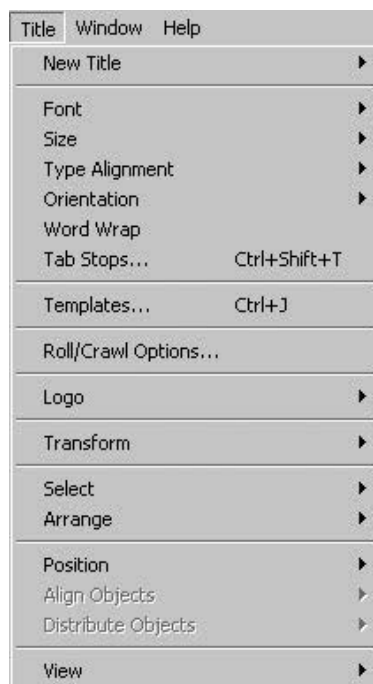 Title Window Help
New Title
Font
Size
Type Alignment
Orientation
Word Wrap
Tab Stops... Ctrl+Shift+T
Templates... Ctrl+J
Roll/Crawl Options...
Logo
Transform
Select
Arrange
Position
Align Objects
Distribute Objects
View